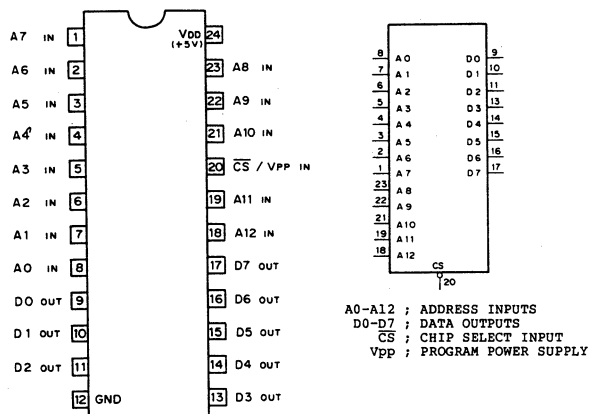 A7 IN 1
A6 IN 2
A5 IN 3
A4 IN 4
A3 IN 5
A2 IN 6
A1 IN 7
A0 IN 8
D0 OUT 9
D1 OUT 10
D2 OUT 11
12 GND
VDD 24
(+5V)
23 A8 IN
22 A9 IN
21 A10 IN
20 C̅S̅ / VPP IN
19 A11 IN
18 A12 IN
17 D7 OUT
16 D6 OUT
15 D5 OUT
14 D4 OUT
13 D3 OUT
8 A0 D0 9
7 A1 D1 10
6 A2 D2 11
5 A3 D3 13
4 A4 D4 14
3 A5 D5 15
2 A6 D6 16
1 A7 D7 17
23 A8
22 A9
21 A10
19 A11
18 A12
CS
20
A0-A12 ; ADDRESS INPUTS
D0-D7 ; DATA OUTPUTS
C̅S̅ ; CHIP SELECT INPUT
Vpp ; PROGRAM POWER SUPPLY